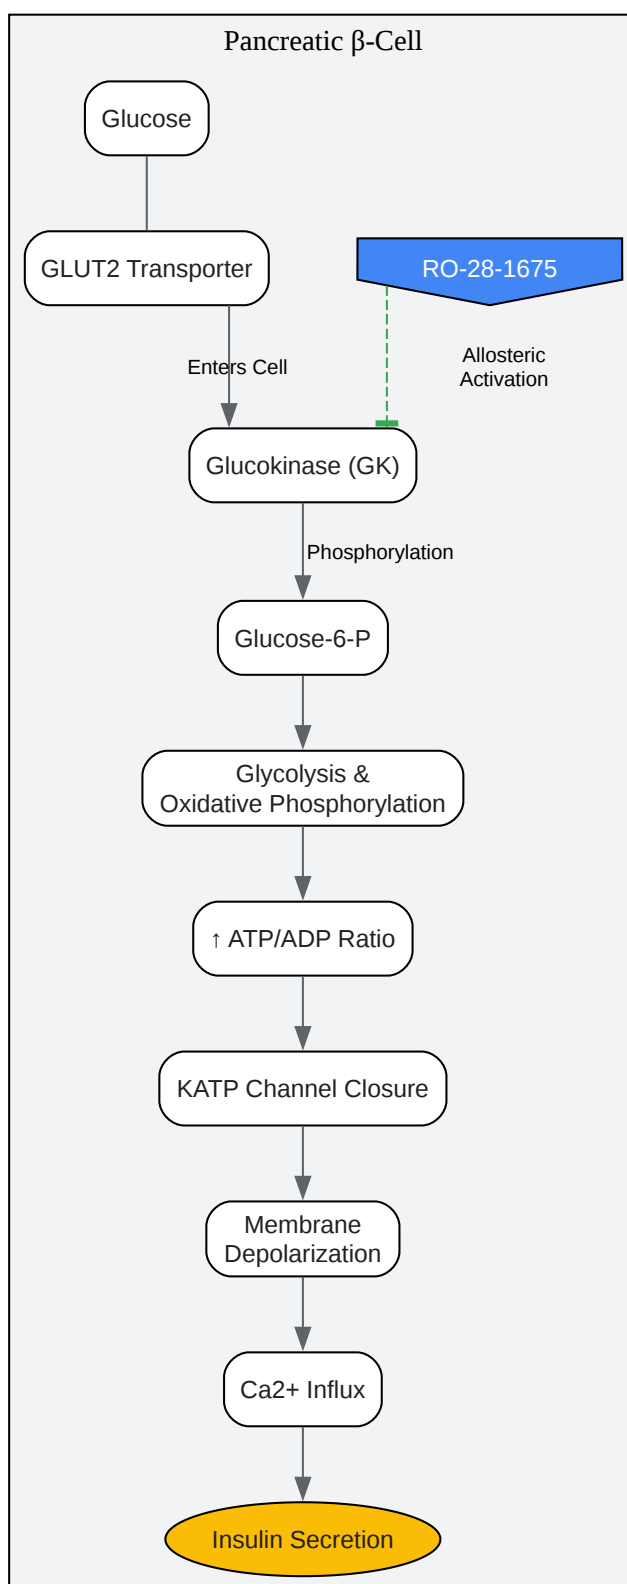 Pancreatic β-Cell
Glucose
GLUT2 Transporter
RO-28-1675
Enters Cell
Allosteric
Activation
Glucokinase (GK)
Phosphorylation
Glucose-6-P
Glycolysis &
Oxidative Phosphorylation
↑ ATP/ADP Ratio
KATP Channel Closure
Membrane
Depolarization
Ca2+ Influx
Insulin Secretion